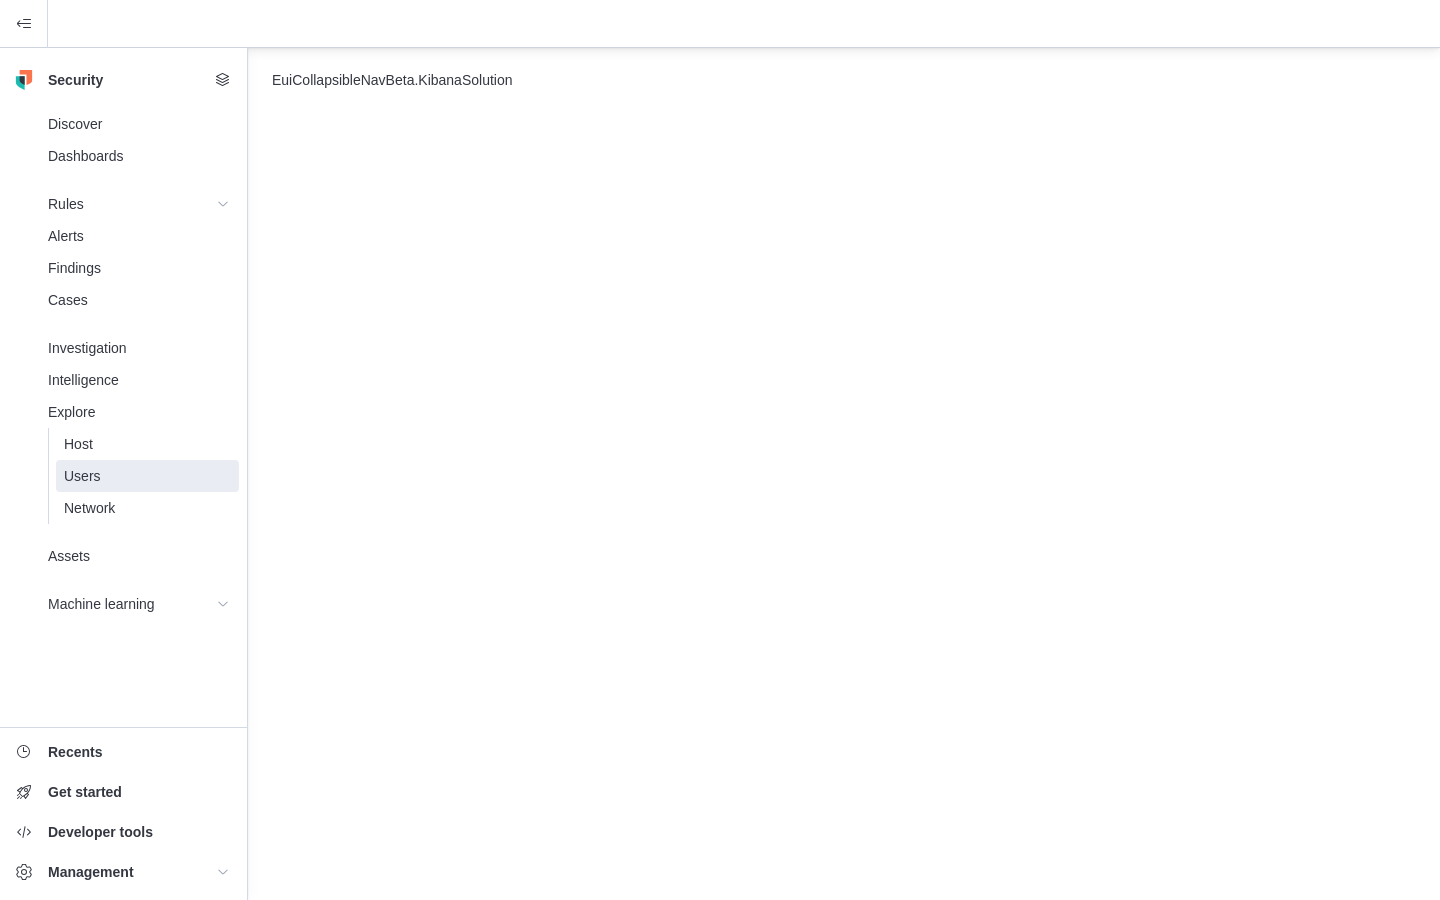 Security
EuiCollapsibleNavBeta.KibanaSolution
Discover
Dashboards
Rules
Alerts
Findings
Cases
Investigation
Intelligence
Explore
Host
Users
Network
Assets
Machine learning
Recents
Get started
Developer tools
Management